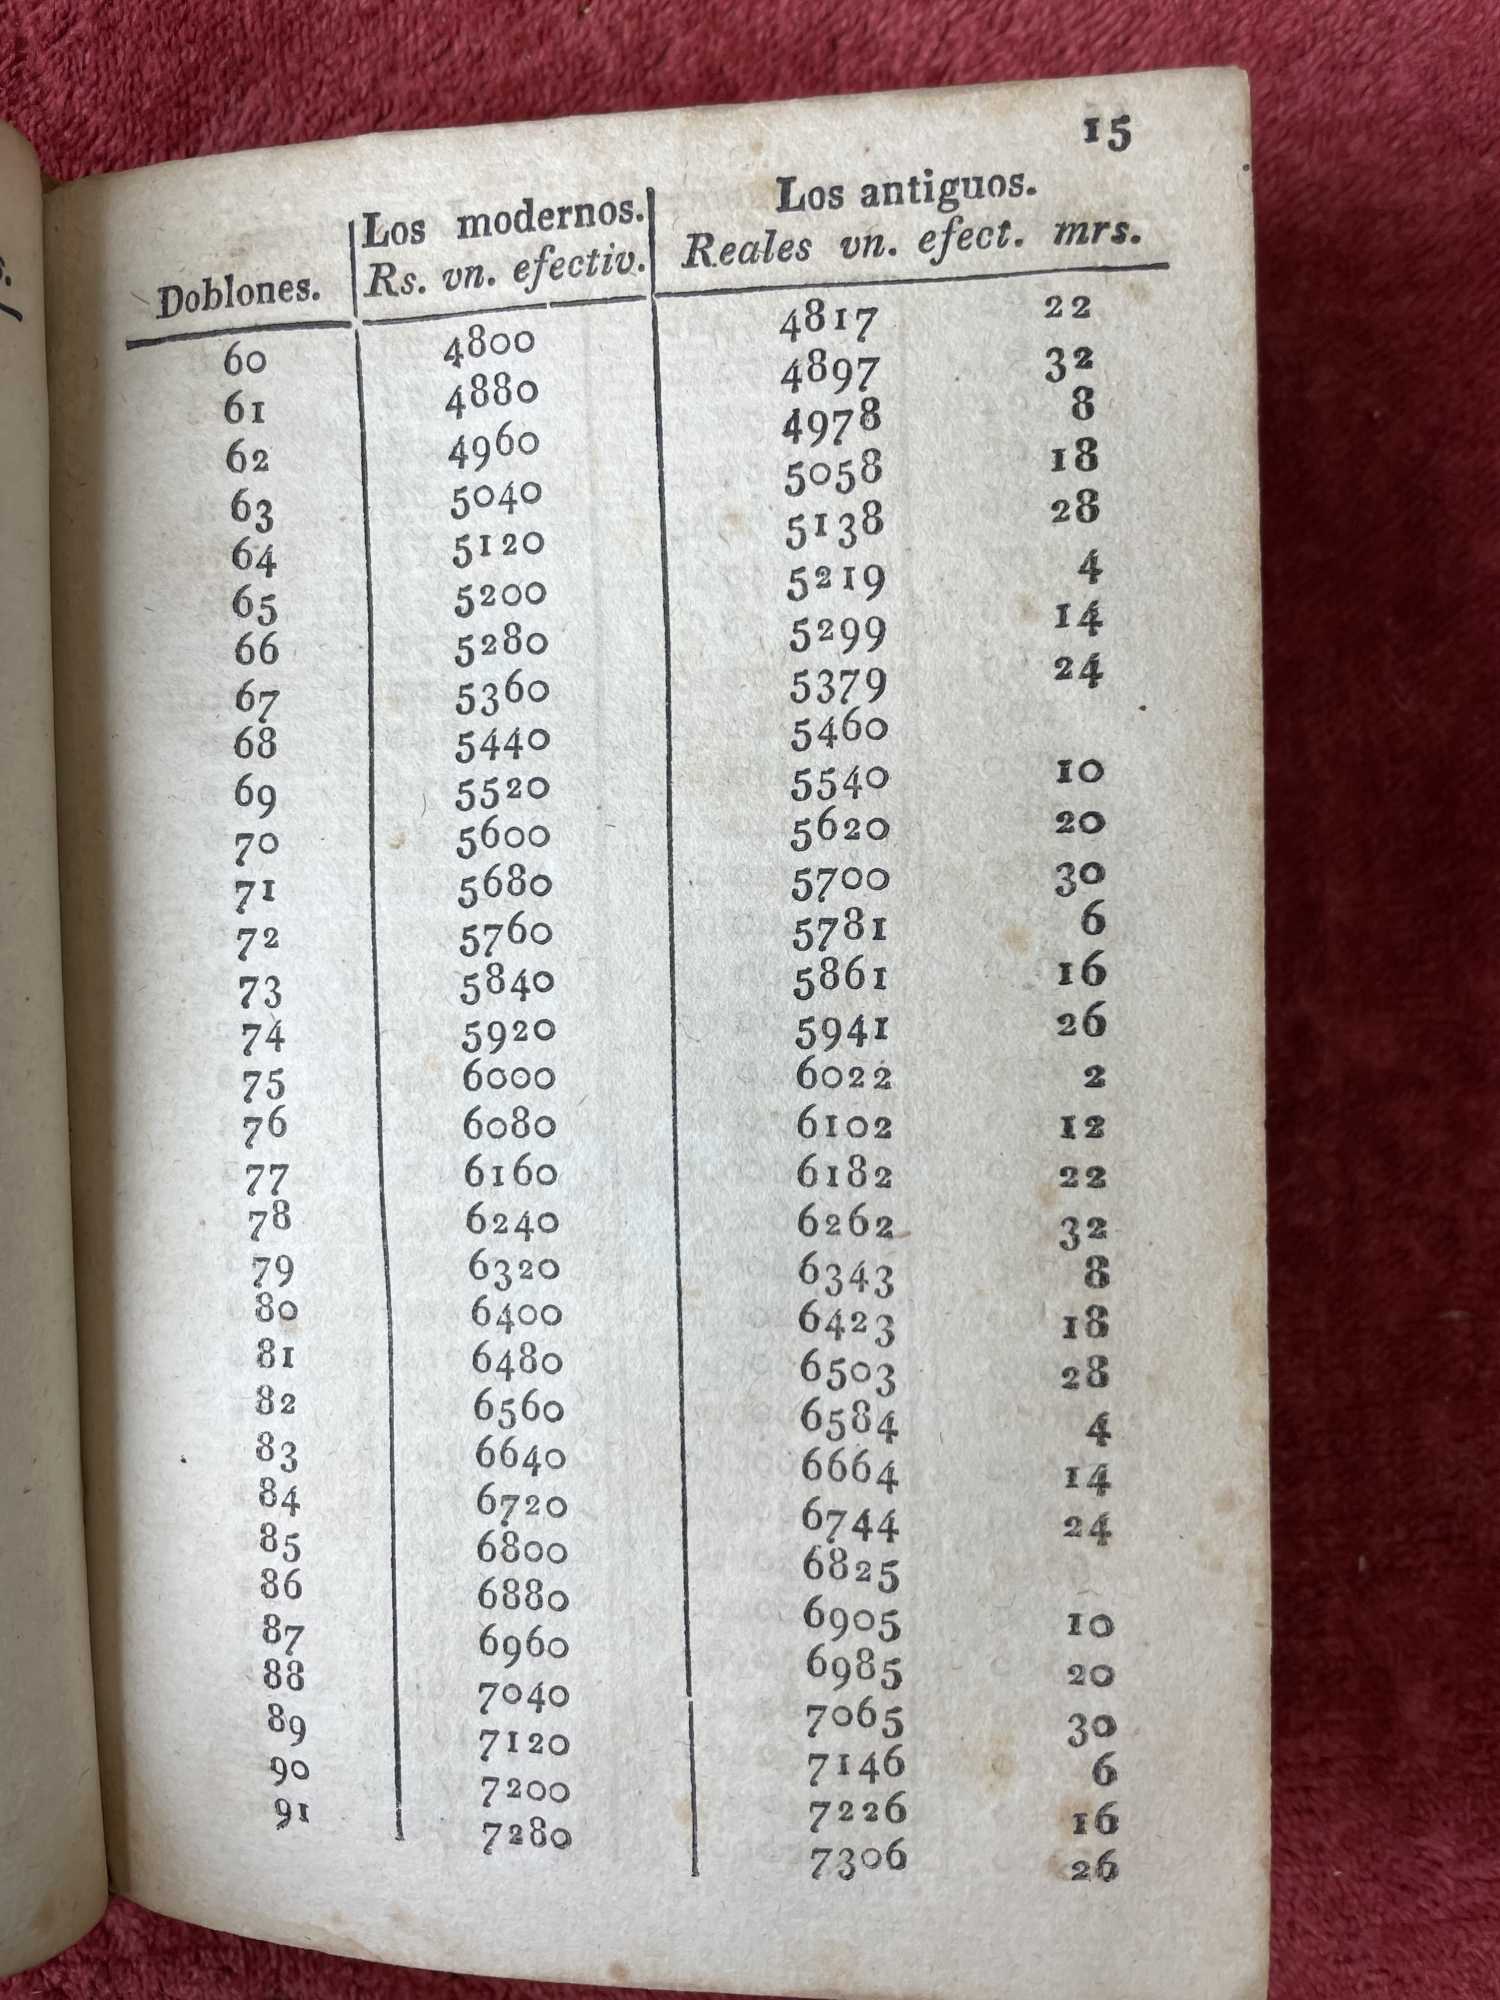 15
Los modernos. Los antiguos.
Doblones. Rs. vn. efectiv. Reales vn. efect. mrs.
60 4800 4817 22
61 4880 4897 32
62 4960 4978 8
63 5040 5058 18
64 5120 5138 28
65 5200 5219 4
66 5280 5299 14
67 5360 5379 24
68 5440 5460
69 5520 5540 10
70 5600 5620 20
71 5680 5700 30
72 5760 5781 6
73 5840 5861 16
74 5920 5941 26
75 6000 6022 2
76 6080 6102 12
77 6160 6182 22
78 6240 6262 32
79 6320 6343 8
80 6400 6423 18
81 6480 6503 28
82 6560 6584 4
83 6640 6664 14
84 6720 6744 24
85 6800 6825
86 6880 6905 10
87 6960 6985 20
88 7040 7065 30
89 7120 7146 6
90 7200 7226 16
91 7280 7306 26